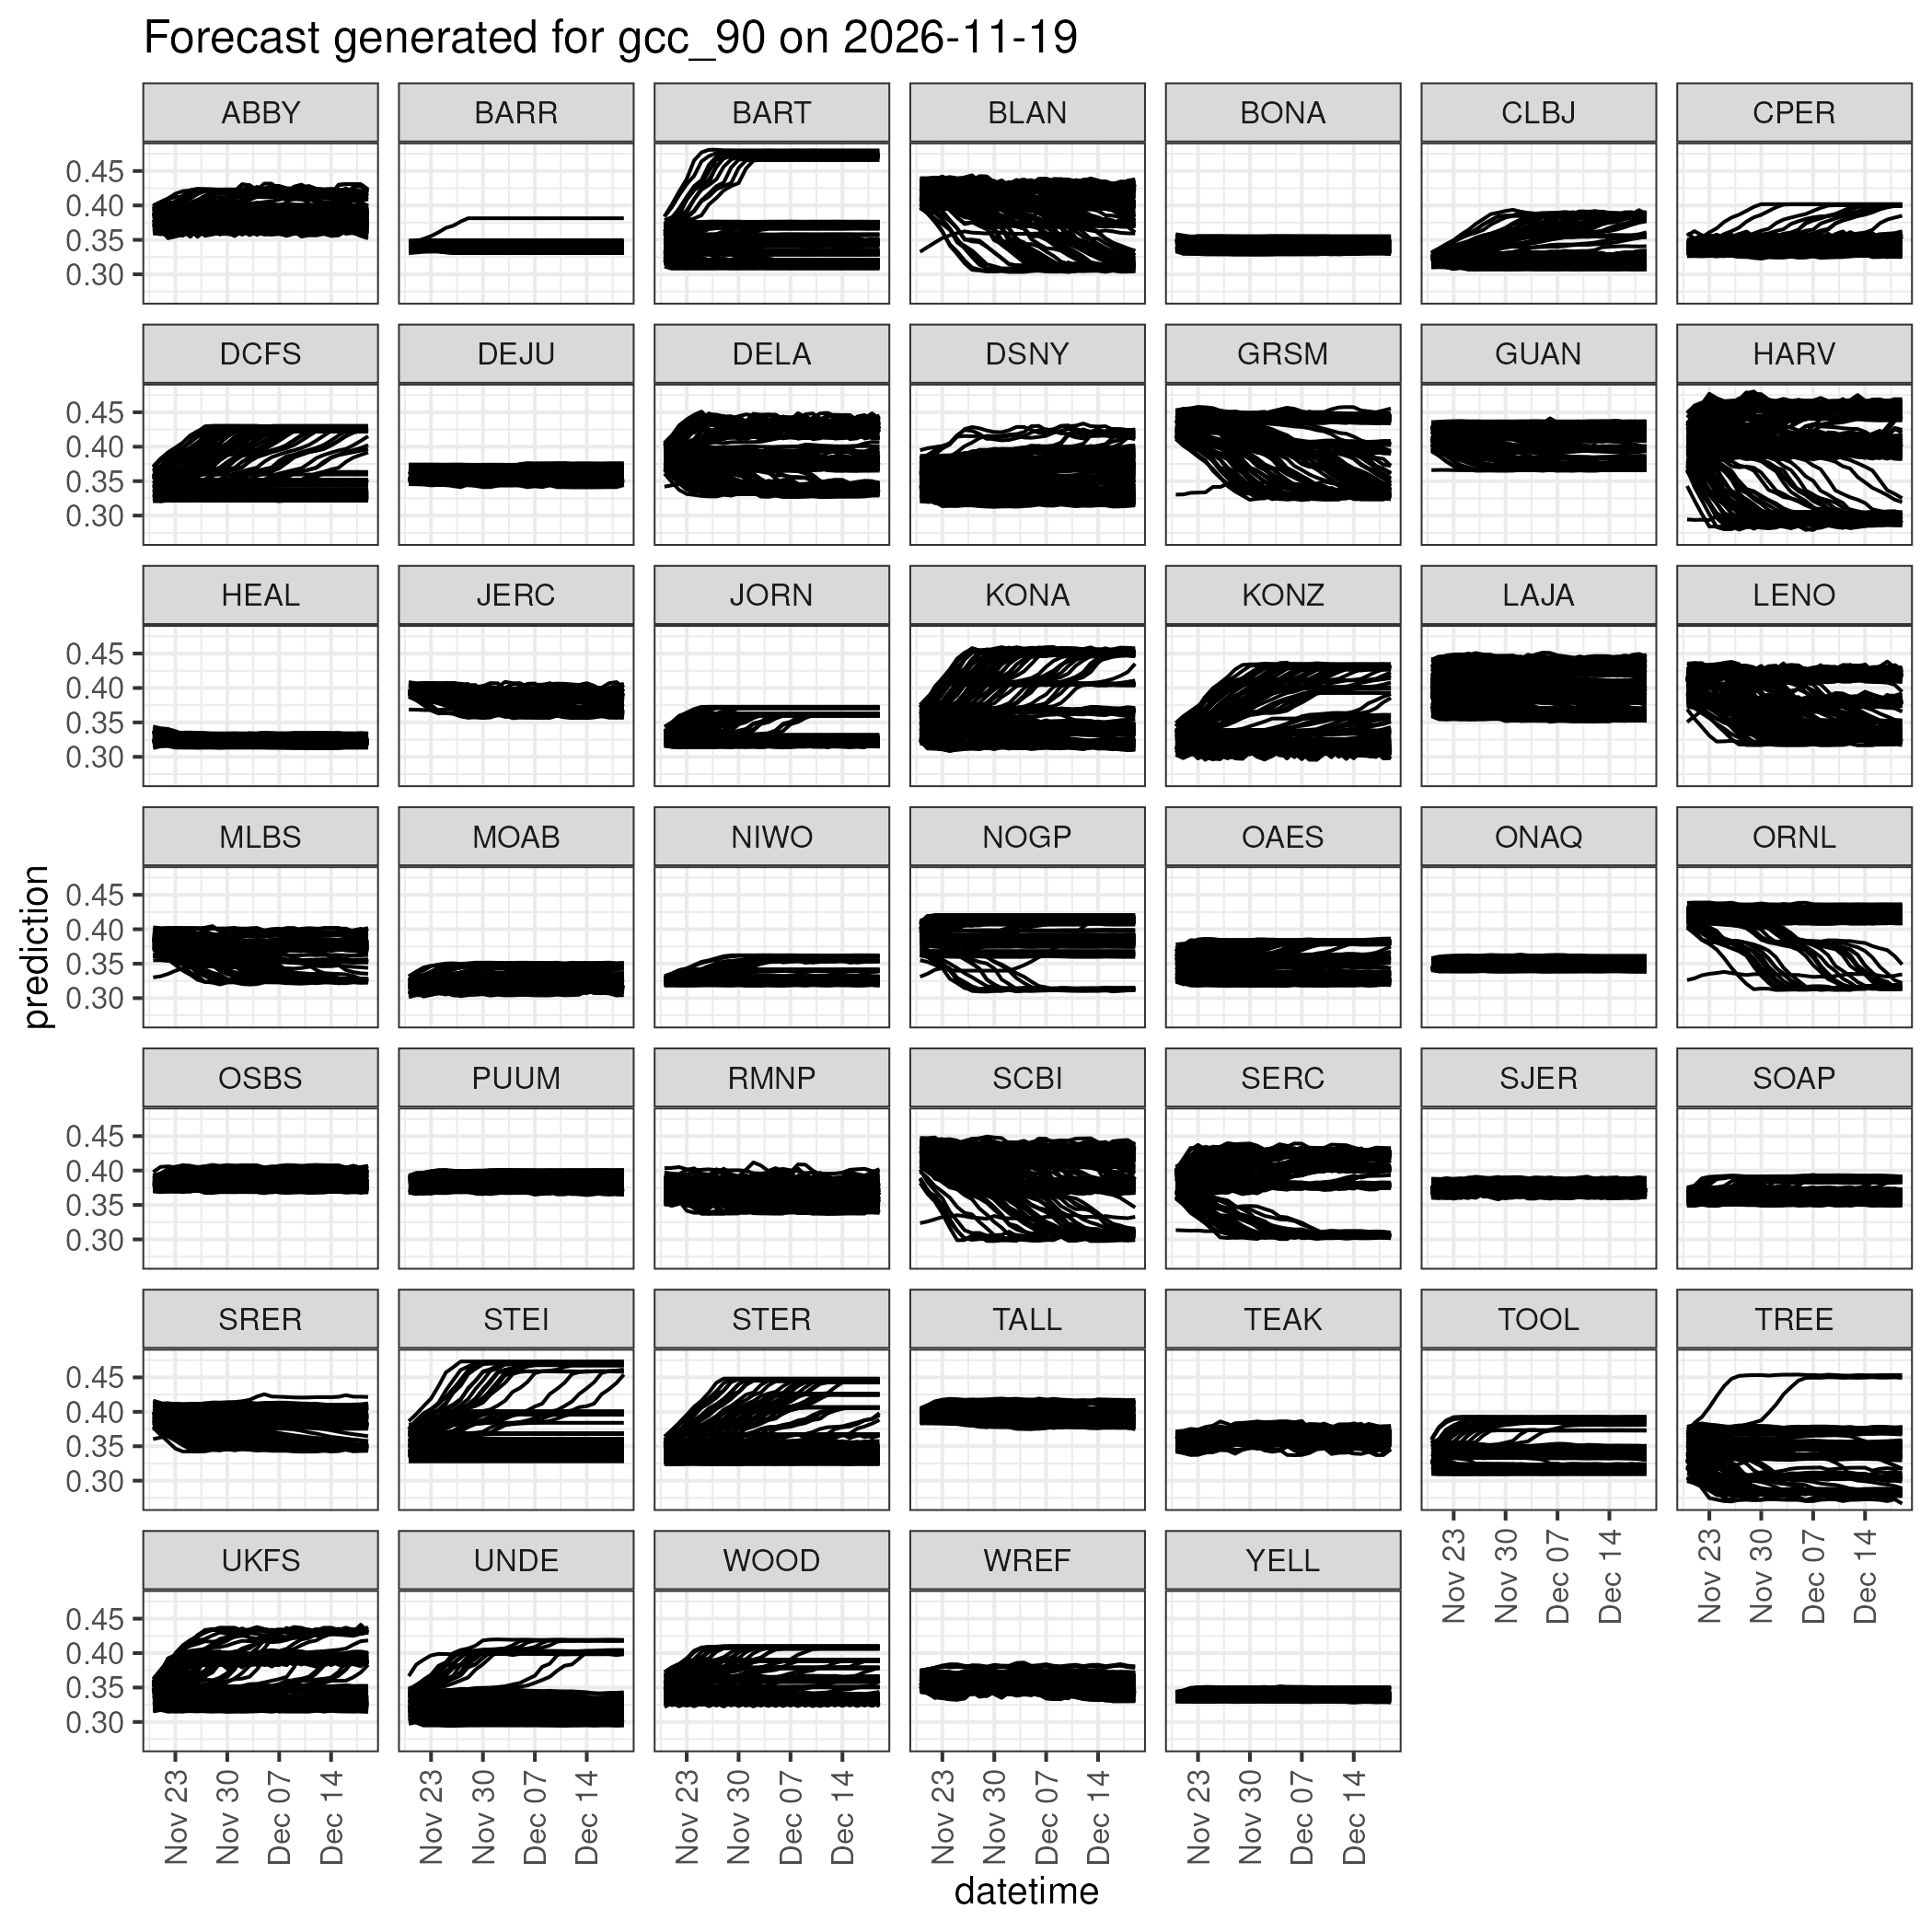 Forecast generated for gcc_90 on 2026-11-19
ABBY BARR BART BLAN BONA CLBJ CPER
0.45
0.40
0.35
0.30
DCFS DEJU DELA DSNY GRSM GUAN HARV
0.45
0.40
0.35
0.30
HEAL JERC JORN KONA KONZ LAJA LENO
0.45
0.40
0.35
0.30
MLBS MOAB NIWO NOGP OAES ONAQ ORNL
0.45
0.40
0.35
0.30
prediction
OSBS PUUM RMNP SCBI SERC SJER SOAP
0.45
0.40
0.35
0.30
SRER STEI STER TALL TEAK TOOL TREE
0.45
0.40
0.35
0.30
Nov 23 Nov 30 Dec 07 Dec 14 Nov 23 Nov 30 Dec 07 Dec 14
UKFS UNDE WOOD WREF YELL
0.45
0.40
0.35
0.30
Nov 23 Nov 30 Dec 07 Dec 14 Nov 23 Nov 30 Dec 07 Dec 14 Nov 23 Nov 30 Dec 07 Dec 14 Nov 23 Nov 30 Dec 07 Dec 14 Nov 23 Nov 30 Dec 07 Dec 14
datetime